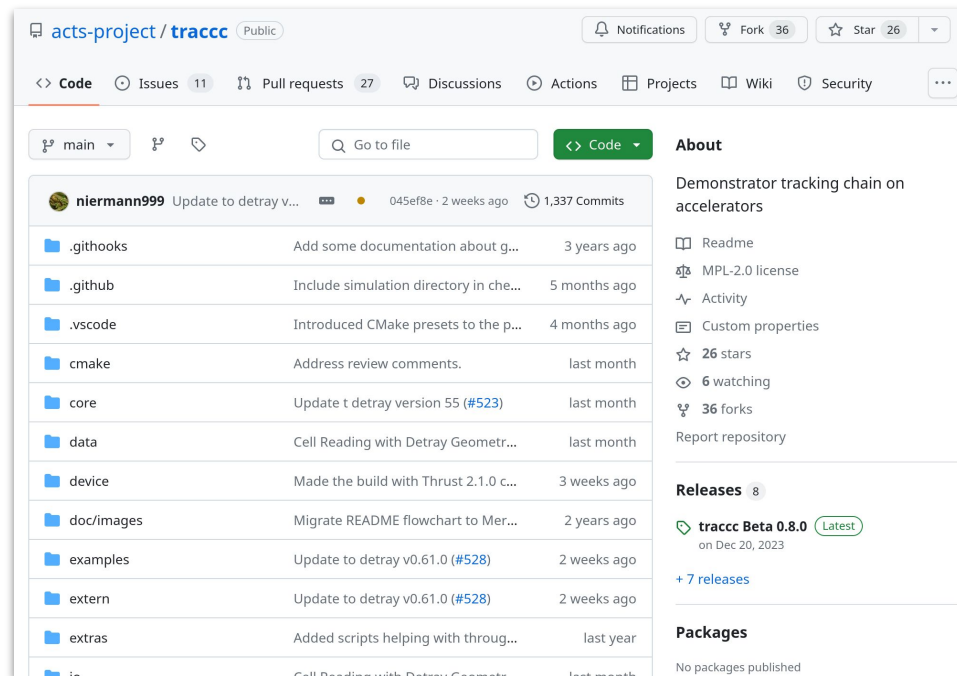 acts-project / traccc Public
Notifications Fork 36 Star 26
Code Issues 11 Pull requests 27 Discussions Actions Projects Wiki Security
main Go to file Code
niermann999 Update to detray v... 045ef8e · 2 weeks ago 1,337 Commits
.githooks Add some documentation about g... 3 years ago
.github Include simulation directory in che... 5 months ago
.vscode Introduced CMake presets to the p... 4 months ago
cmake Address review comments. last month
core Update t detray version 55 (#523) last month
data Cell Reading with Detray Geometr... last month
device Made the build with Thrust 2.1.0 c... 3 weeks ago
doc/images Migrate README flowchart to Mer... 2 years ago
examples Update to detray v0.61.0 (#528) 2 weeks ago
extern Update to detray v0.61.0 (#528) 2 weeks ago
extras Added scripts helping with throug... last year
io Cell Reading with Detray Geometr... last month
About
Demonstrator tracking chain on
accelerators
Readme
MPL-2.0 license
Activity
Custom properties
26 stars
6 watching
36 forks
Report repository
Releases 8
traccc Beta 0.8.0 Latest
on Dec 20, 2023
+ 7 releases
Packages
No packages published